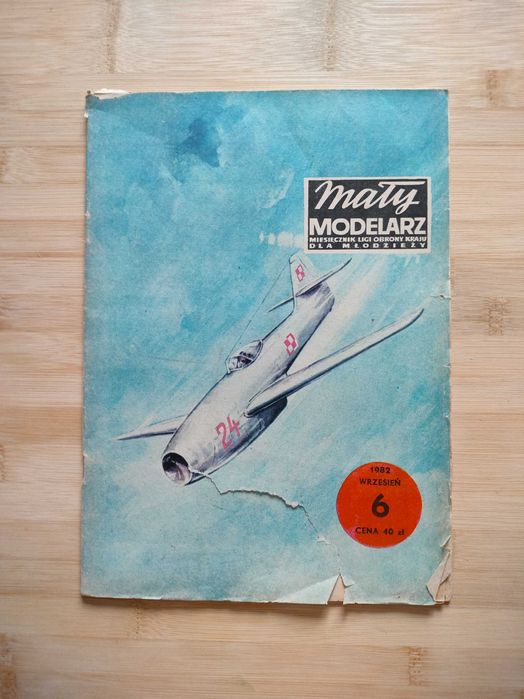 mały
MODELARZ
MIESIĘCZNIK LIGI OBRONY KRAJU
DLA MŁODZIEŻY
24
1982
WRZESIEŃ
6
CENA 40 zł